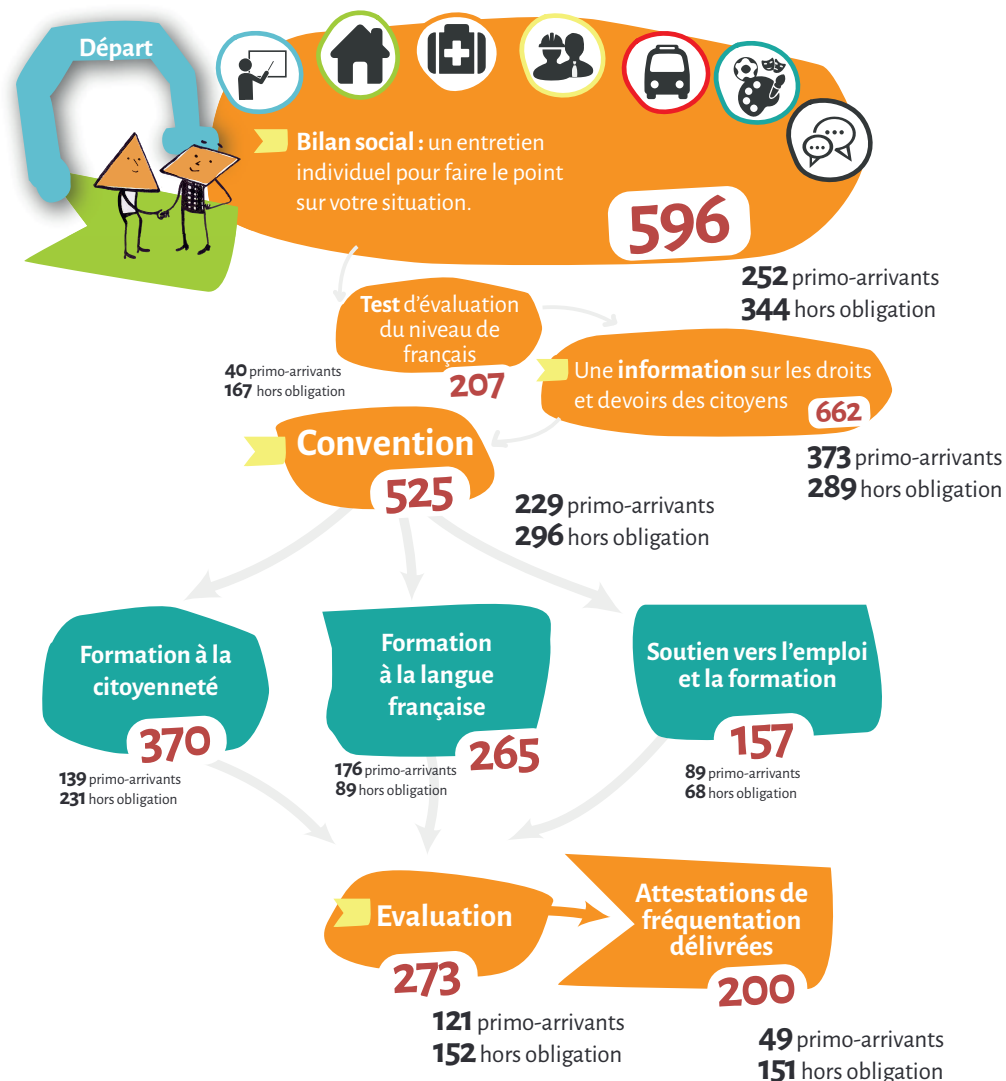 Départ
Bilan social : un entretien
individuel pour faire le point
sur votre situation.
596
252 primo-arrivants
344 hors obligation
Test d'évaluation
du niveau de
français
207
40 primo-arrivants
167 hors obligation
Une information sur les droits
et devoirs des citoyens
662
373 primo-arrivants
289 hors obligation
Convention
525
229 primo-arrivants
296 hors obligation
Formation à la
citoyenneté
370
139 primo-arrivants
231 hors obligation
Formation
à la langue
française
265
176 primo-arrivants
89 hors obligation
Soutien vers l'emploi
et la formation
157
89 primo-arrivants
68 hors obligation
Evaluation
273
121 primo-arrivants
152 hors obligation
Attestations de
fréquentation
délivrées
200
49 primo-arrivants
151 hors obligation